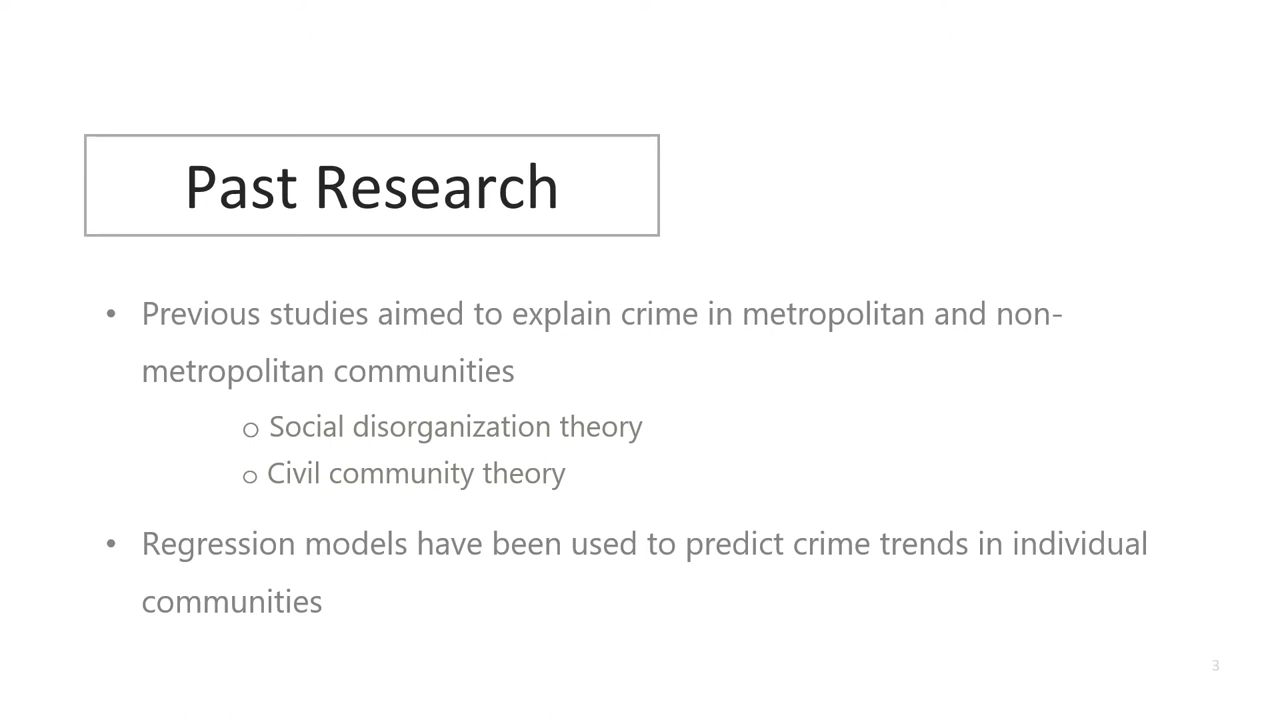 Past Research
• Previous studies aimed to explain crime in metropolitan and non-
metropolitan communities
o Social disorganization theory
o Civil community theory
• Regression models have been used to predict crime trends in individual
communities
3